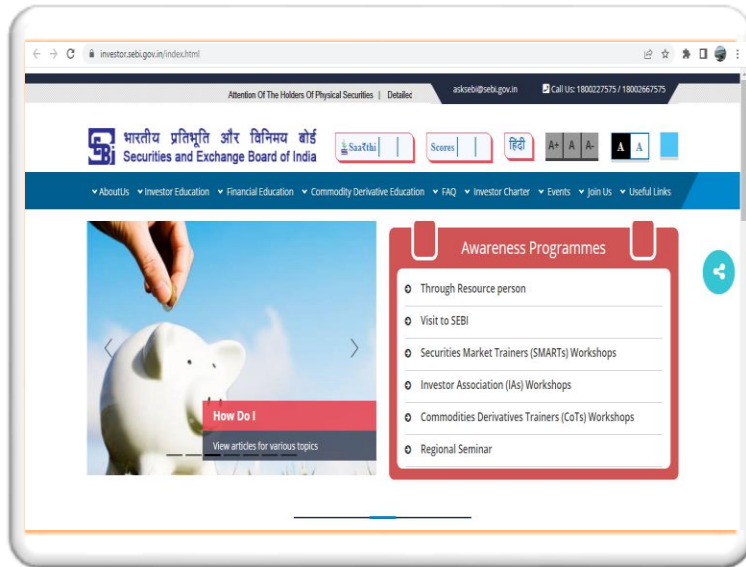 investor.sebi.gov.in/index.html
Attention Of The Holders Of Physical Securities | Detailec
asksebi@sebi.gov.in
Call Us: 1800227575 / 18002667575
भारतीय प्रतिभूति और विनिमय बोर्ड
Securities and Exchange Board of India
Saaरthi
Scores
हिंदी
A+ A A-
A A
AboutUs Investor Education Financial Education Commodity Derivative Education FAQ Investor Charter Events Join Us Useful Links
Awareness Programmes
Through Resource person
Visit to SEBI
Securities Market Trainers (SMARTs) Workshops
Investor Association (IAs) Workshops
Commodities Derivatives Trainers (CoTs) Workshops
Regional Seminar
How Do I
View articles for various topics